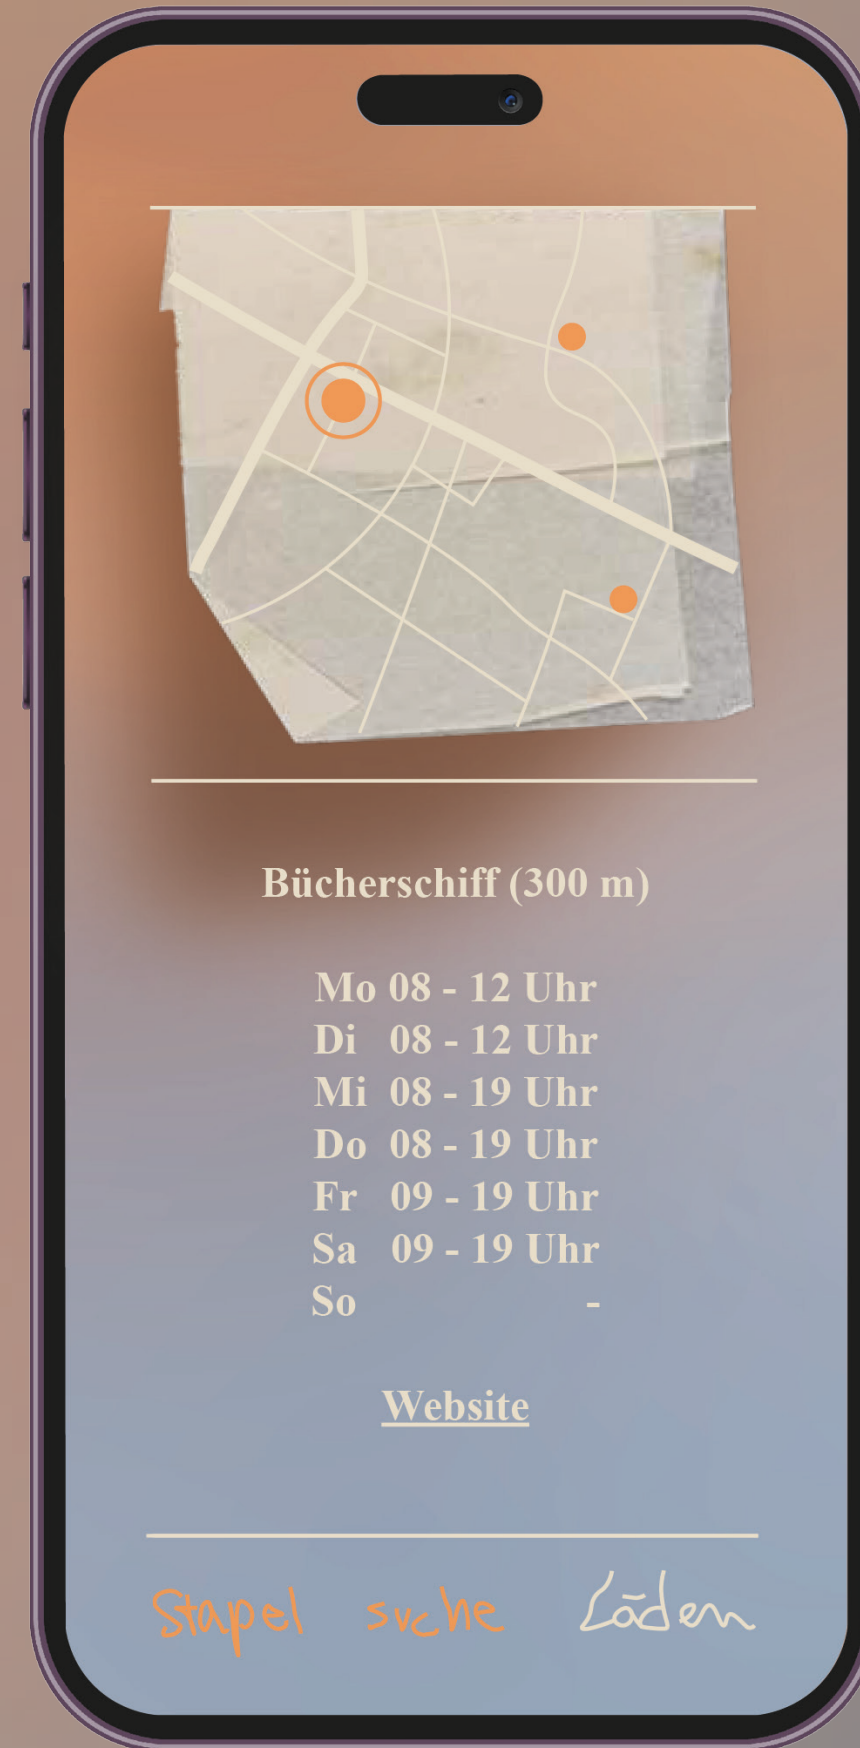 Bücherschiff (300 m)
Mo 08 - 12 Uhr
Di 08 - 12 Uhr
Mi 08 - 19 Uhr
Do 08 - 19 Uhr
Fr 09 - 19 Uhr
Sa 09 - 19 Uhr
So -
Website
Stapel suche Läden